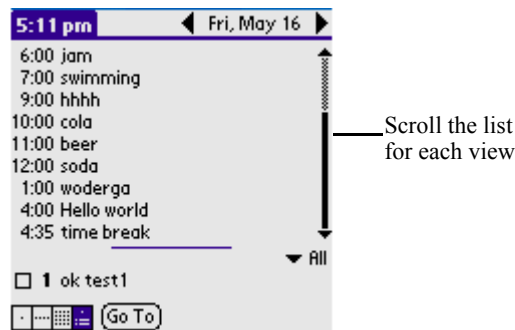 5:11 pm Fri, May 16
6:00 jam
7:00 swimming
9:00 hhhh
10:00 cola
11:00 beer
12:00 soda
1:00 woderga
4:00 Hello world
4:35 time break
All
1 ok test1
Go To
Scroll the list
for each view